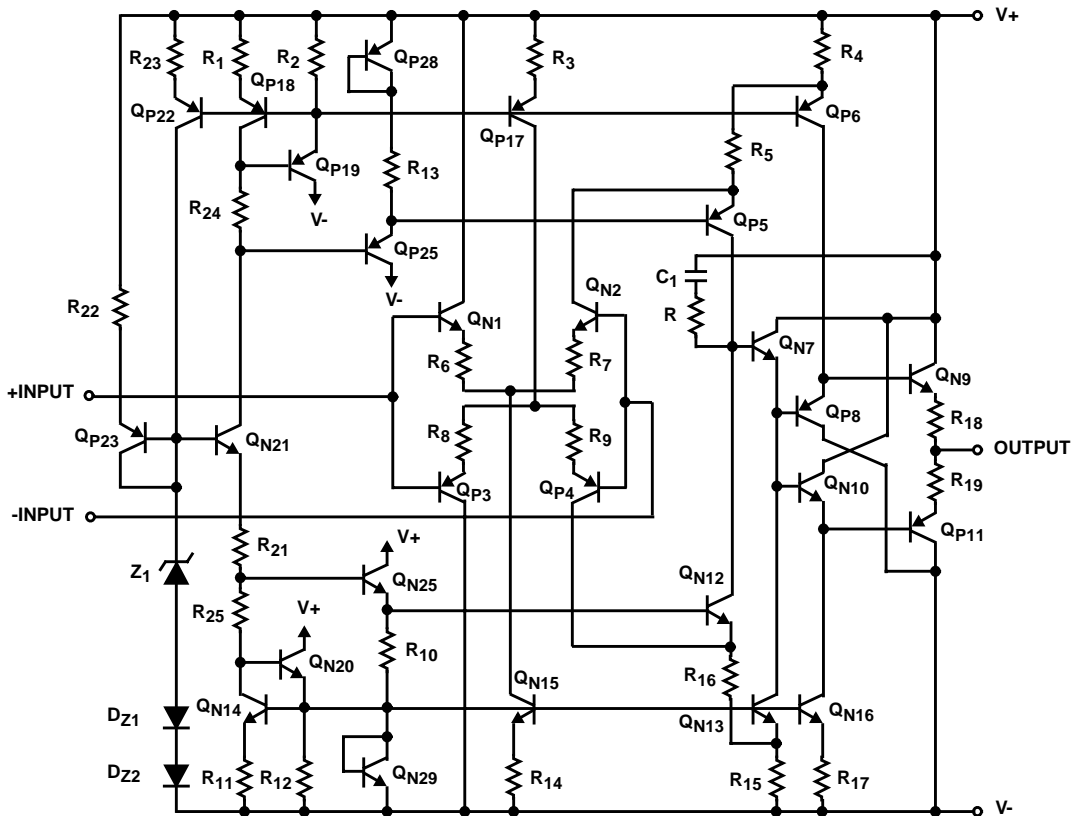 V+
R23
R1
R2
QP28
R3
R4
QP18
QP22
QP17
QP6
QP19
R13
R5
V-
R24
QP5
QP25
V-
C1
QN2
R22
QN1
R
QN7
R6
R7
QN9
+INPUT
QP8
R18
QP23
QN21
R8
R9
OUTPUT
QP3
QP4
QN10
R19
-INPUT
QP11
R21
V+
Z1
QN25
QN12
R25
V+
R10
QN20
R16
QN14
QN15
QN13
QN16
DZ1
DZ2
R11
R12
QN29
R14
R15
R17
V-